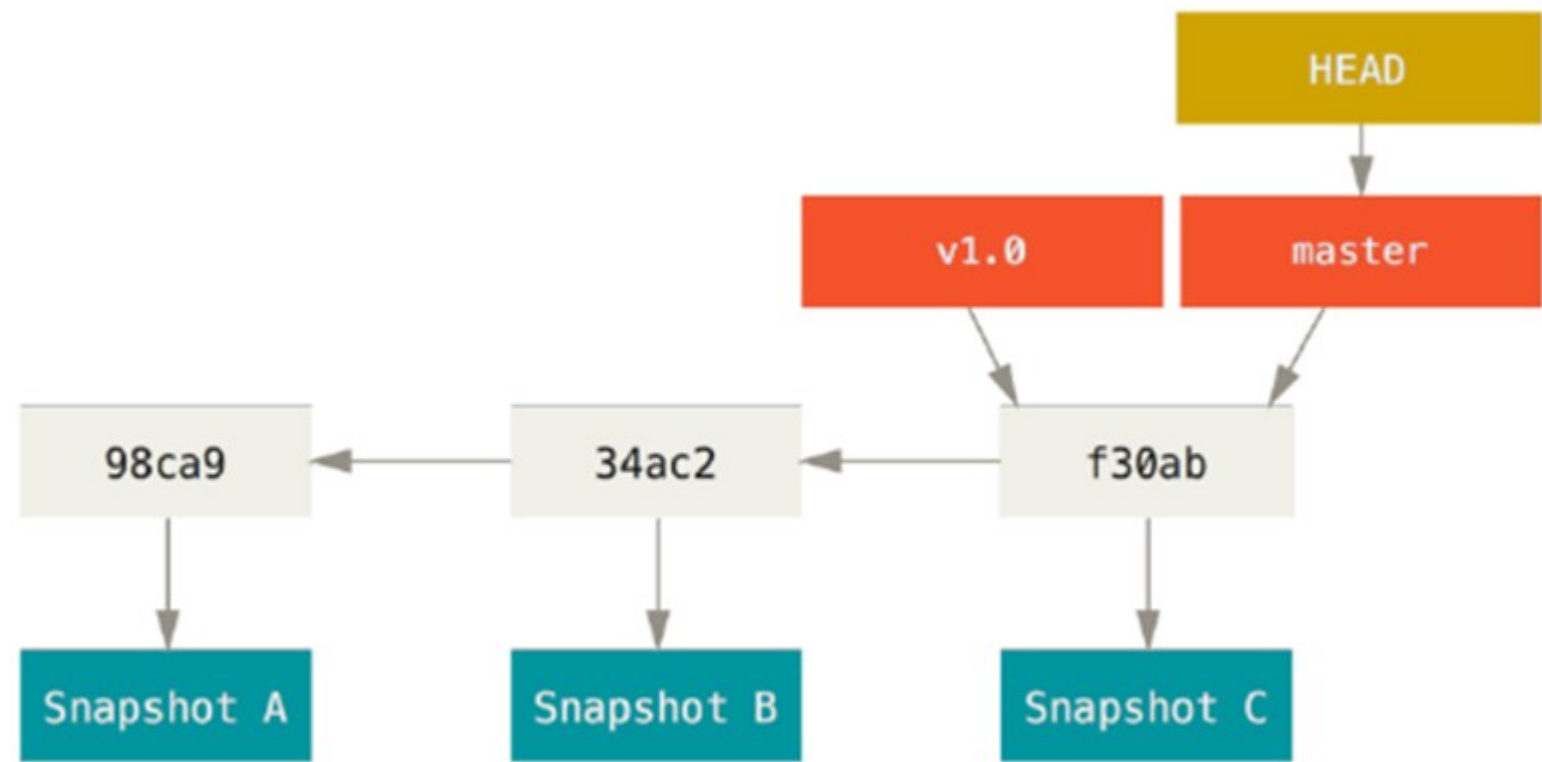 HEAD
v1.0
master
98ca9
34ac2
f30ab
Snapshot A
Snapshot B
Snapshot C